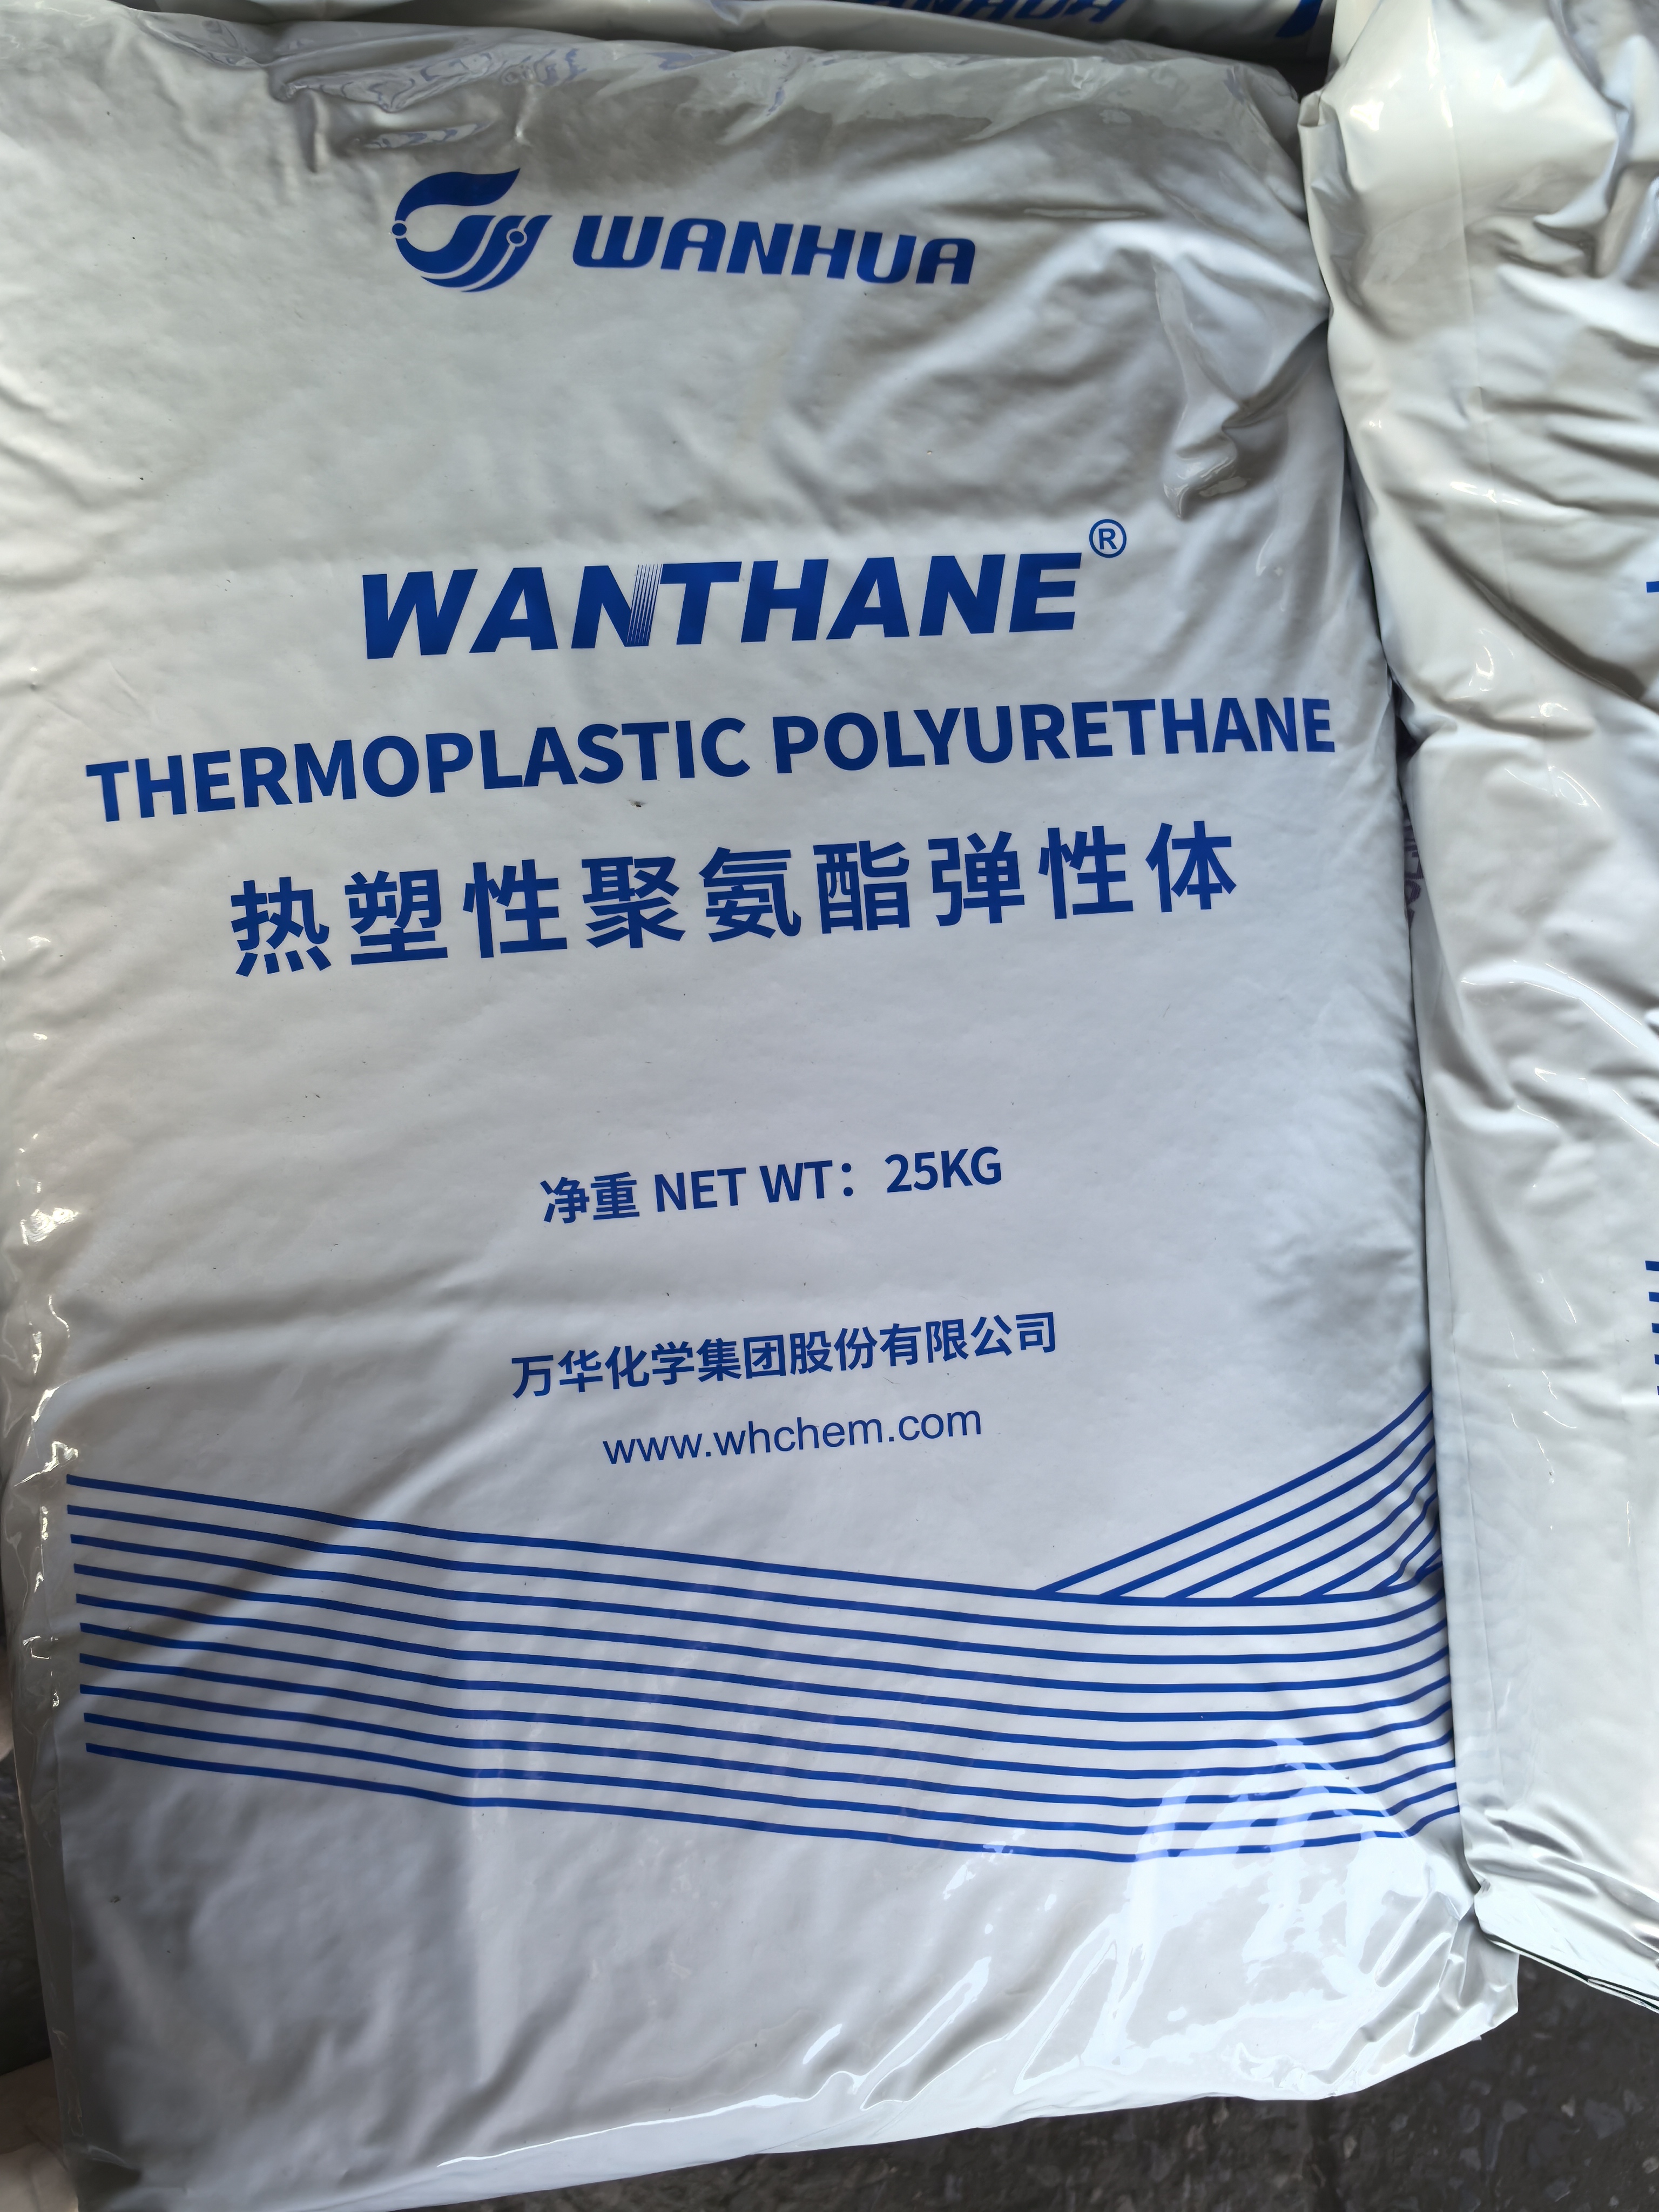 WANHUA
WANHUA
WANTHANE®
THERMOPLASTIC POLYURETHANE
热塑性聚氨酯弹性体
净重 NET WT：25KG
万华化学集团股份有限公司
www.whchem.com